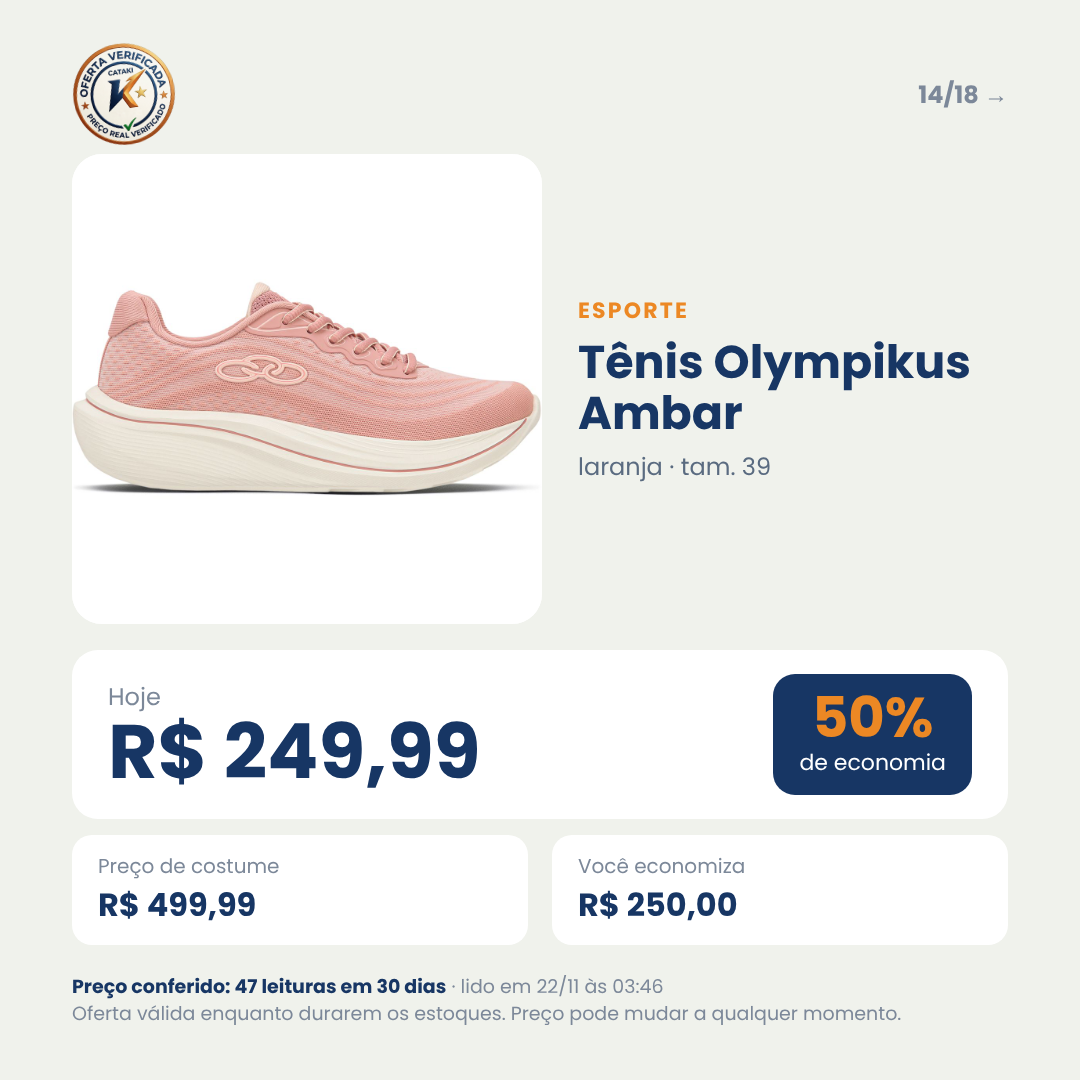 OFERTA VERIFICADA
CATAKI
K
PREÇO REAL VERIFICADO
14/18 →
ESPORTE
Tênis Olympikus
Ambar
laranja · tam. 39
Hoje
R$ 249,99
50%
de economia
Preço de costume
R$ 499,99
Você economiza
R$ 250,00
Preço conferido: 47 leituras em 30 dias · lido em 22/11 às 03:46
Oferta válida enquanto durarem os estoques. Preço pode mudar a qualquer momento.